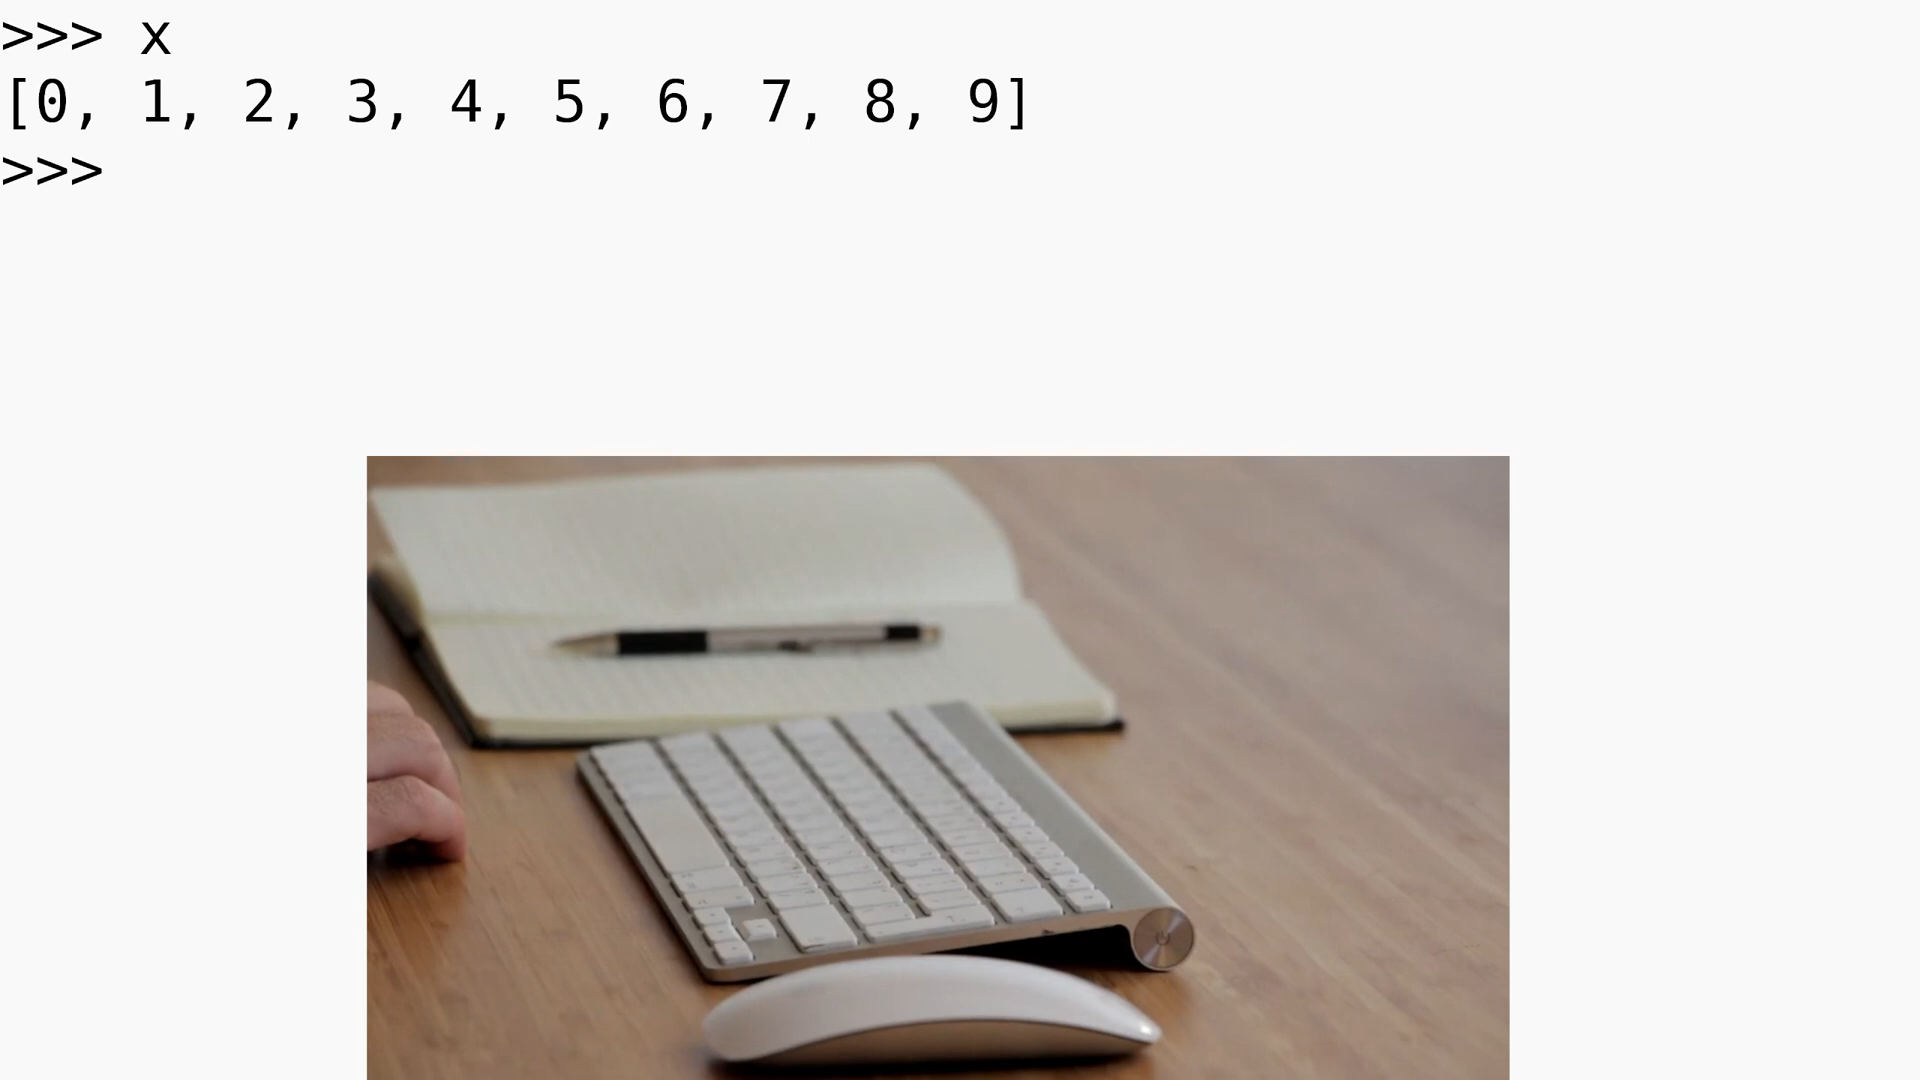 >>> x
[0, 1, 2, 3, 4, 5, 6, 7, 8, 9]
>>>